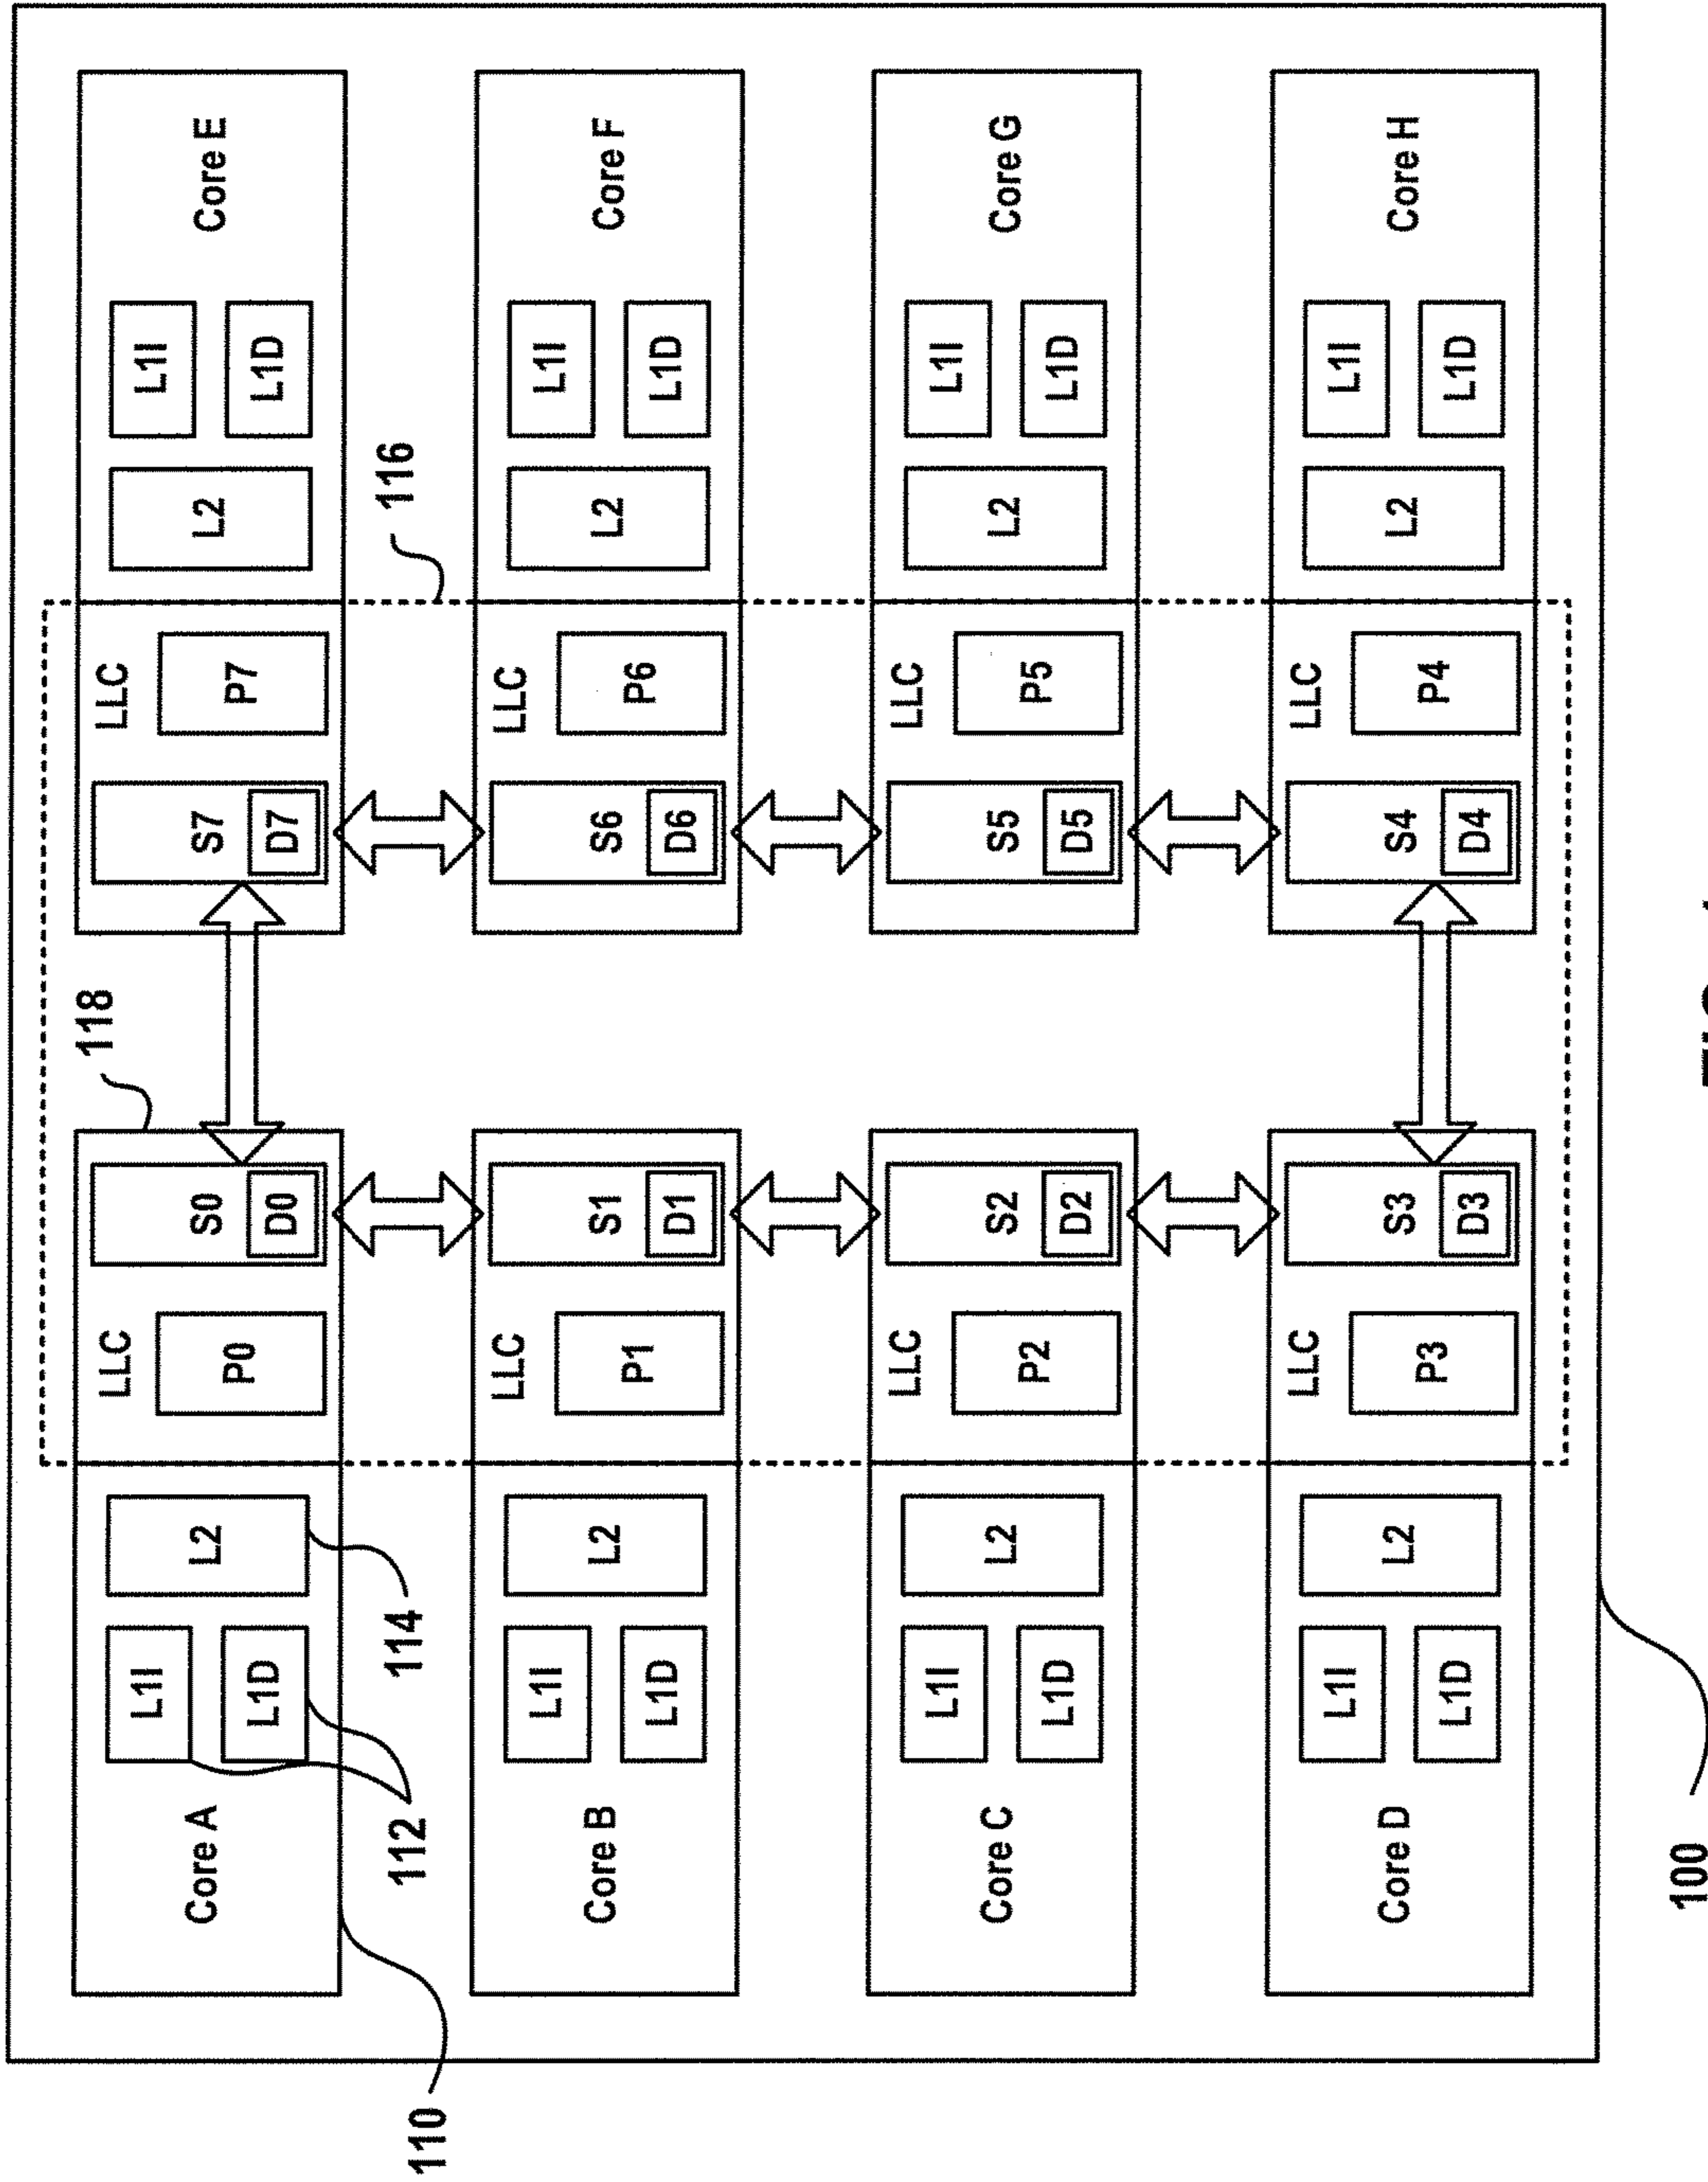 118
Core A
L1I
L1D
L2
LLC
P0
S0
D0
S7
D7
LLC
P7
L2
L1I
L1D
Core E
110
112
114
116
Core B
L1I
L1D
L2
LLC
P1
S1
D1
S6
D6
LLC
P6
L2
L1I
L1D
Core F
Core C
L1I
L1D
L2
LLC
P2
S2
D2
S5
D5
LLC
P5
L2
L1I
L1D
Core G
Core D
L1I
L1D
L2
LLC
P3
S3
D3
S4
D4
LLC
P4
L2
L1I
L1D
Core H
100